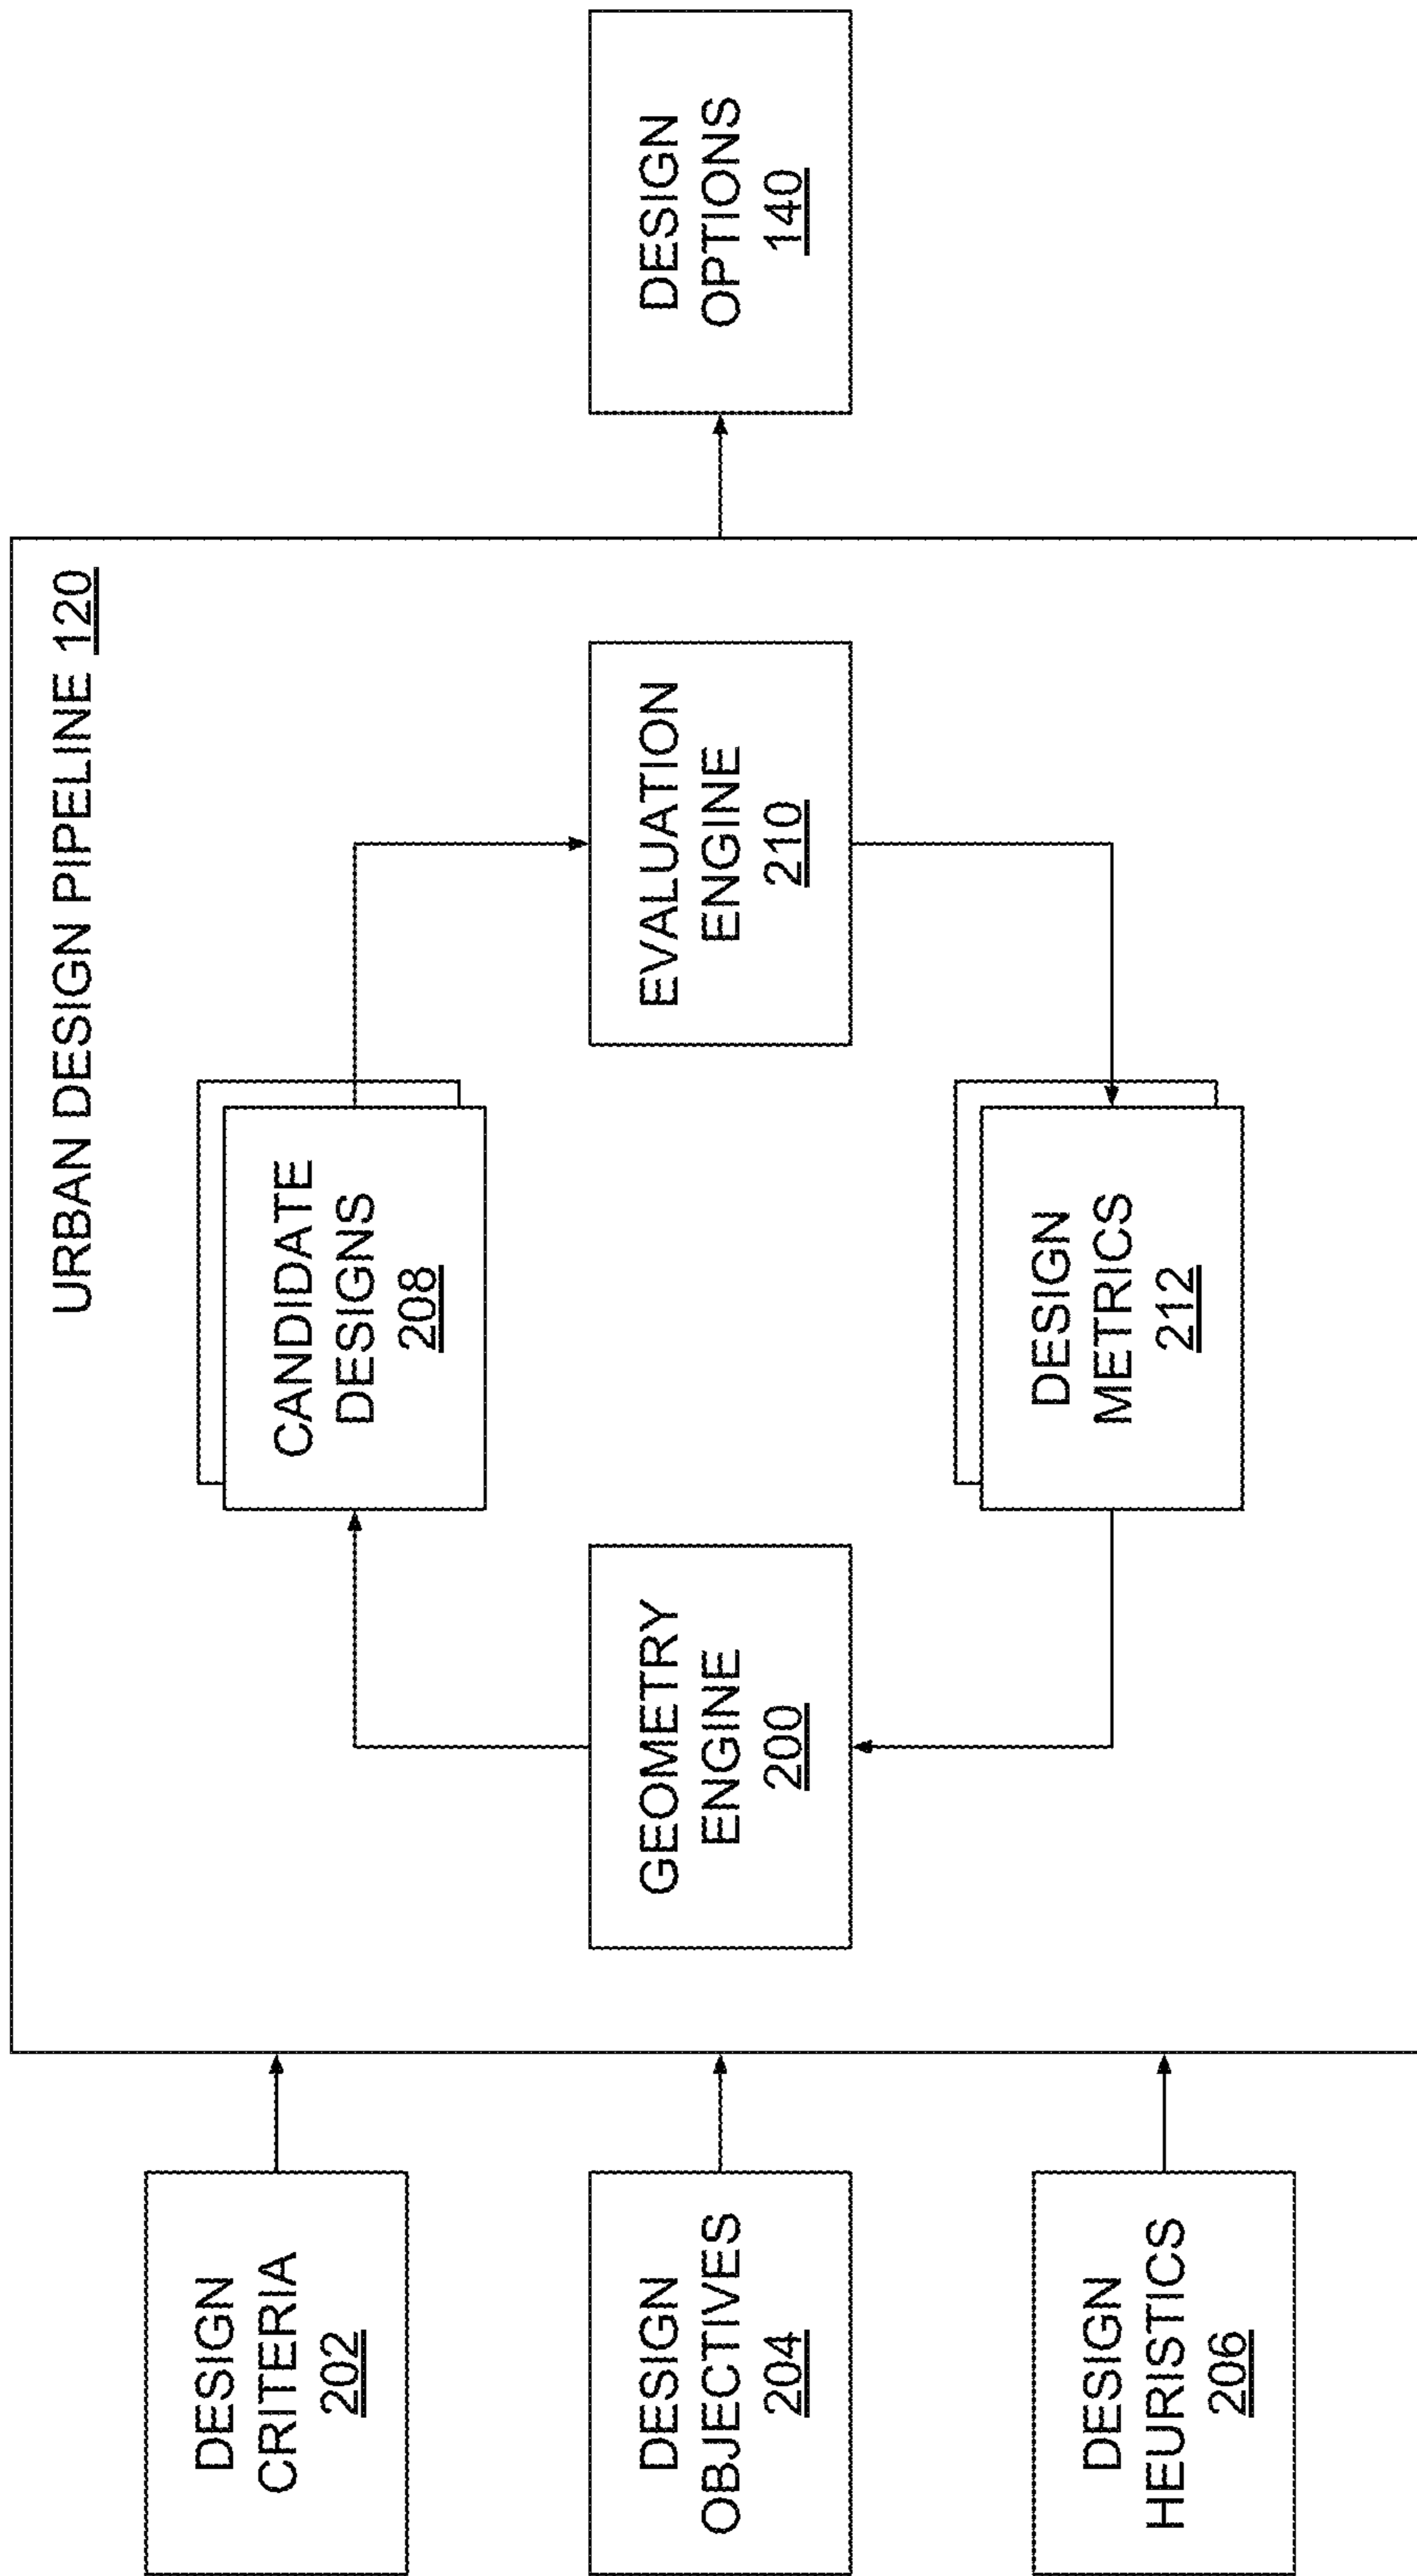 URBAN DESIGN PIPELINE 120
DESIGN
CRITERIA
202
DESIGN
OBJECTIVES
204
DESIGN
HEURISTICS
206
GEOMETRY
ENGINE
200
CANDIDATE
DESIGNS
208
EVALUATION
ENGINE
210
DESIGN
METRICS
212
DESIGN
OPTIONS
140